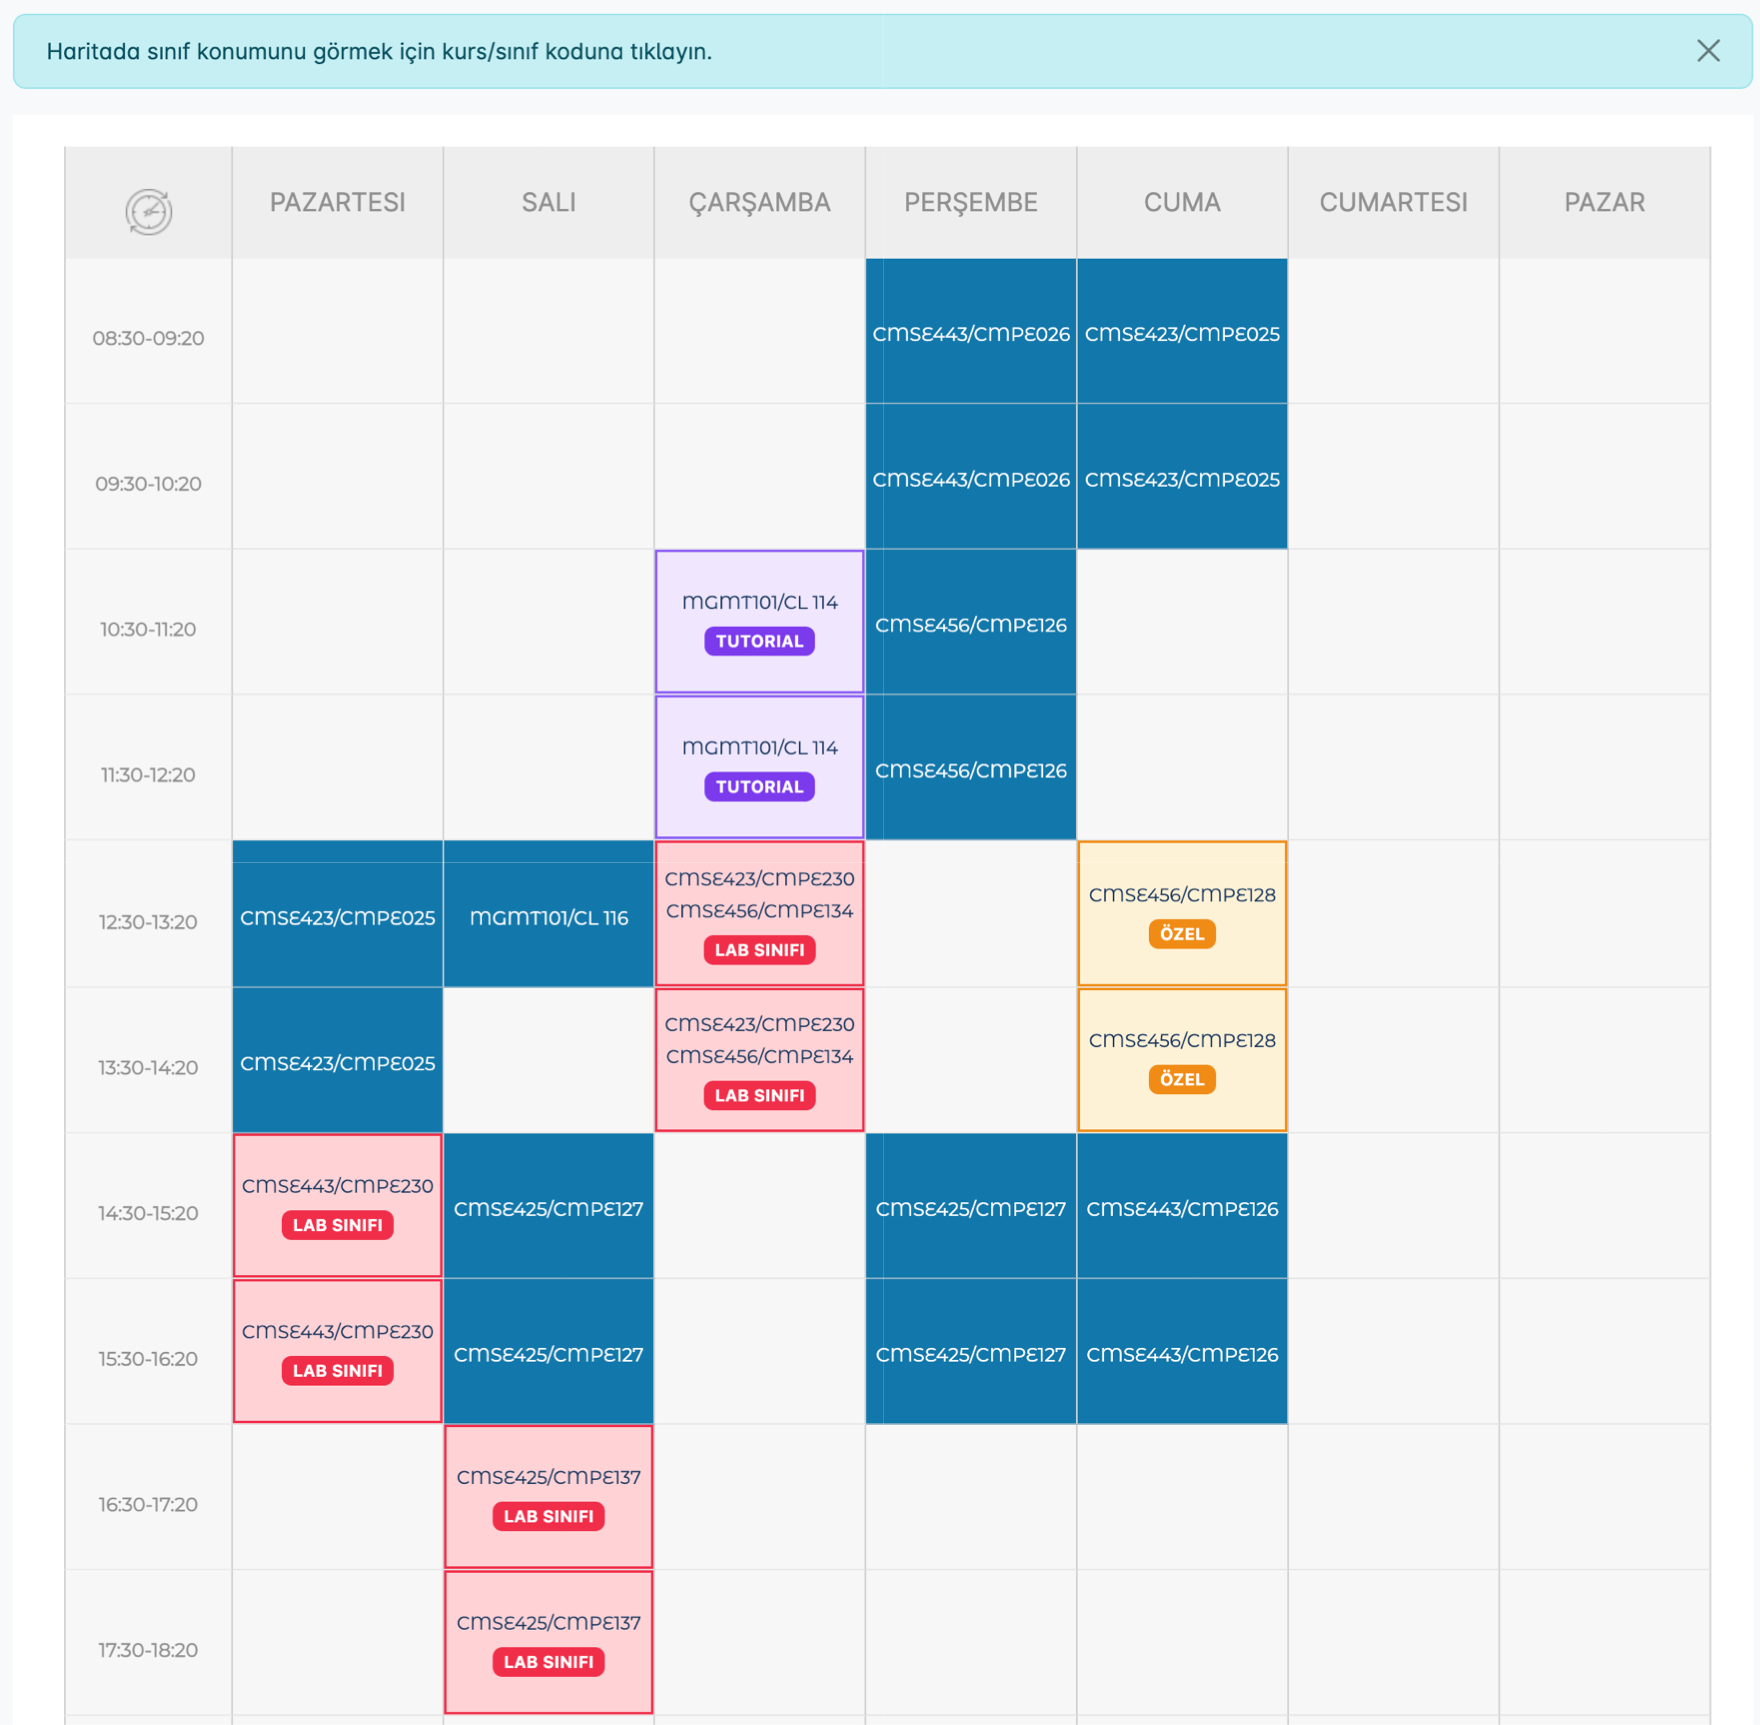 Haritada sınıf konumunu görmek için kurs/sınıf koduna tıklayın.
PAZARTESI SALI ÇARŞAMBA PERŞEMBE CUMA CUMARTESI PAZAR
08:30-09:20 CMSE443/CMPE026 CMSE423/CMPE025
09:30-10:20 CMSE443/CMPE026 CMSE423/CMPE025
10:30-11:20 MGMT101/CL 114 TUTORIAL CMSE456/CMPE126
11:30-12:20 MGMT101/CL 114 TUTORIAL CMSE456/CMPE126
12:30-13:20 CMSE423/CMPE025 MGMT101/CL 116 CMSE423/CMPE230 CMSE456/CMPE134 LAB SINIFI CMSE456/CMPE128 ÖZEL
13:30-14:20 CMSE423/CMPE025 CMSE423/CMPE230 CMSE456/CMPE134 LAB SINIFI CMSE456/CMPE128 ÖZEL
14:30-15:20 CMSE443/CMPE230 LAB SINIFI CMSE425/CMPE127 CMSE425/CMPE127 CMSE443/CMPE126
15:30-16:20 CMSE443/CMPE230 LAB SINIFI CMSE425/CMPE127 CMSE425/CMPE127 CMSE443/CMPE126
16:30-17:20 CMSE425/CMPE137 LAB SINIFI
17:30-18:20 CMSE425/CMPE137 LAB SINIFI